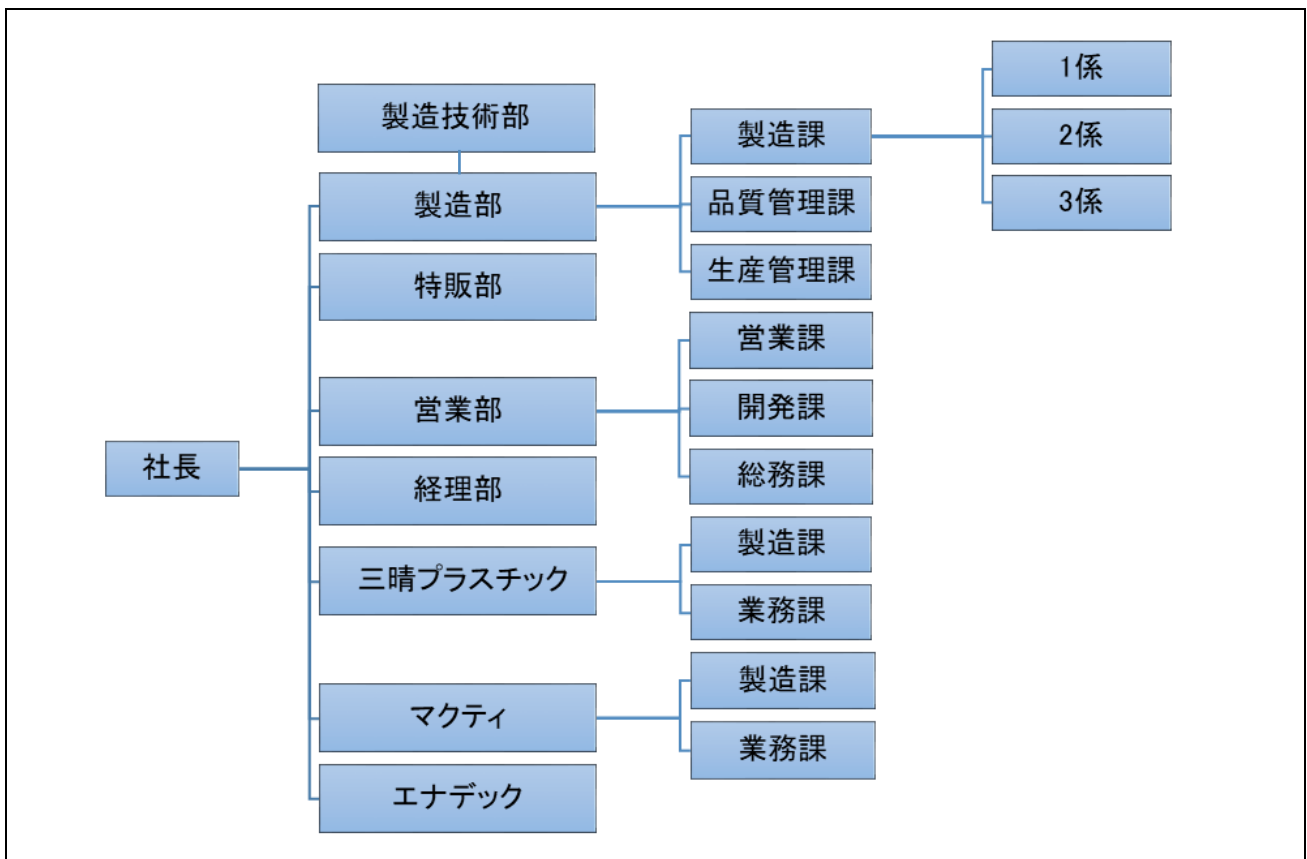 社長
製造技術部
製造部
特販部
営業部
経理部
三晴プラスチック
マクティ
エナデック
製造課
品質管理課
生産管理課
営業課
開発課
総務課
製造課
業務課
製造課
業務課
1係
2係
3係